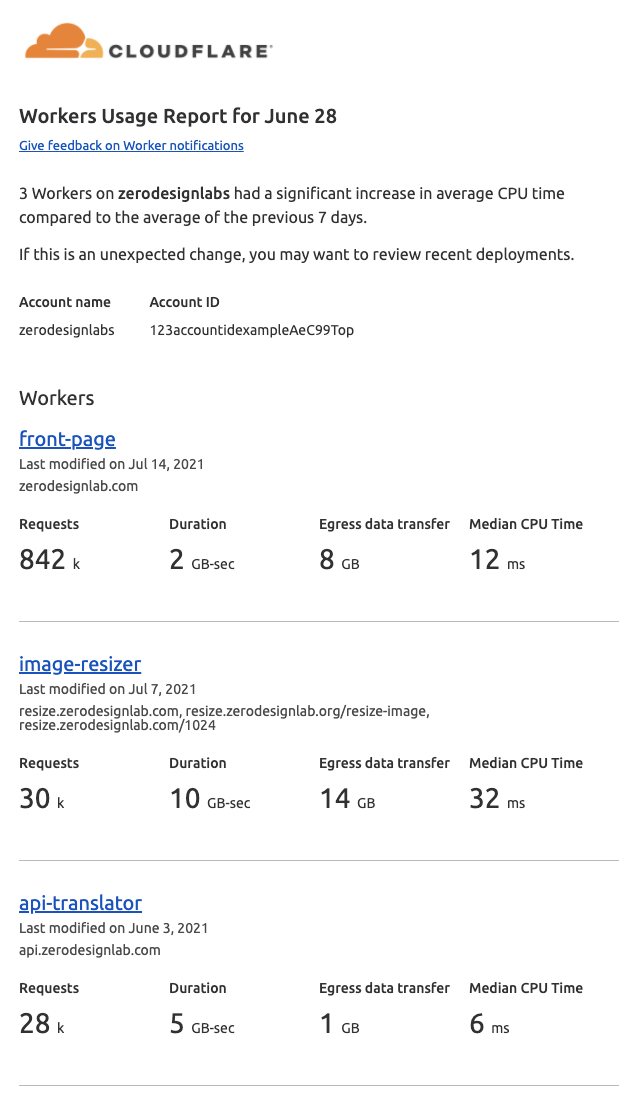 CLOUDFLARE
Workers Usage Report for June 28
Give feedback on Worker notifications
3 Workers on zerodesignlabs had a significant increase in average CPU time
compared to the average of the previous 7 days.
If this is an unexpected change, you may want to review recent deployments.
Account name Account ID
zerodesignlabs 123accountidexampleAeC99Top
Workers
front-page
Last modified on Jul 14, 2021
zerodesignlab.com
Requests Duration Egress data transfer Median CPU Time
842 k 2 GB-sec 8 GB 12 ms
image-resizer
Last modified on Jul 7, 2021
resize.zerodesignlab.com, resize.zerodesignlab.org/resize-image,
resize.zerodesignlab.com/1024
Requests Duration Egress data transfer Median CPU Time
30 k 10 GB-sec 14 GB 32 ms
api-translator
Last modified on June 3, 2021
api.zerodesignlab.com
Requests Duration Egress data transfer Median CPU Time
28 k 5 GB-sec 1 GB 6 ms